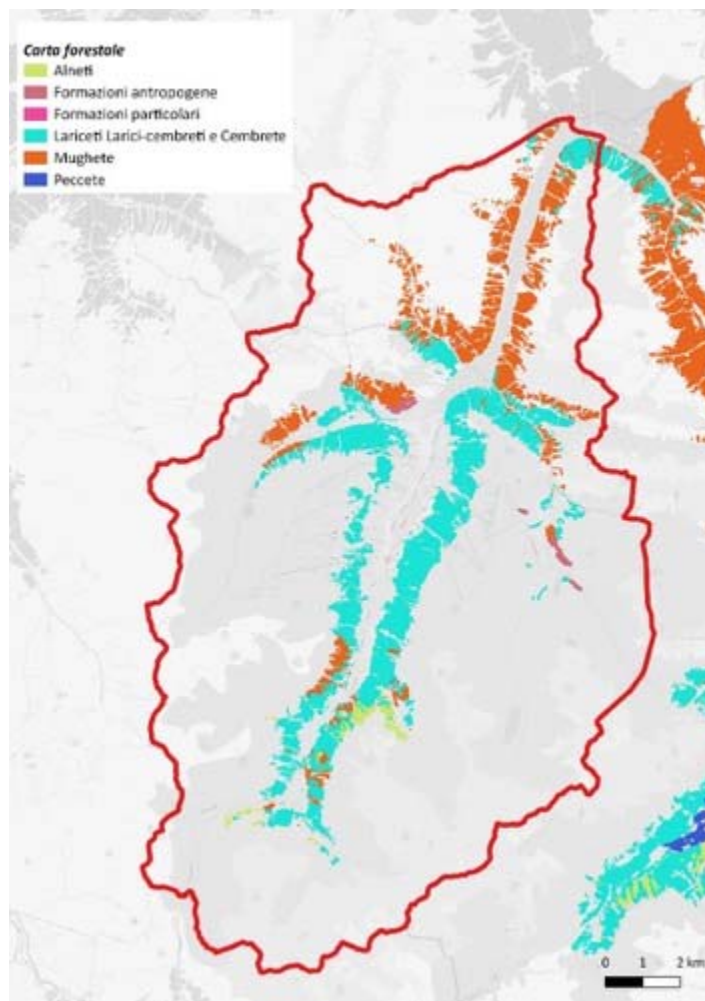 Carta forestale
Alneti
Formazioni antropogene
Formazioni particolari
Lariceti Larici-cembreti e Cembrete
Mughete
Peccete
0 1 2 km